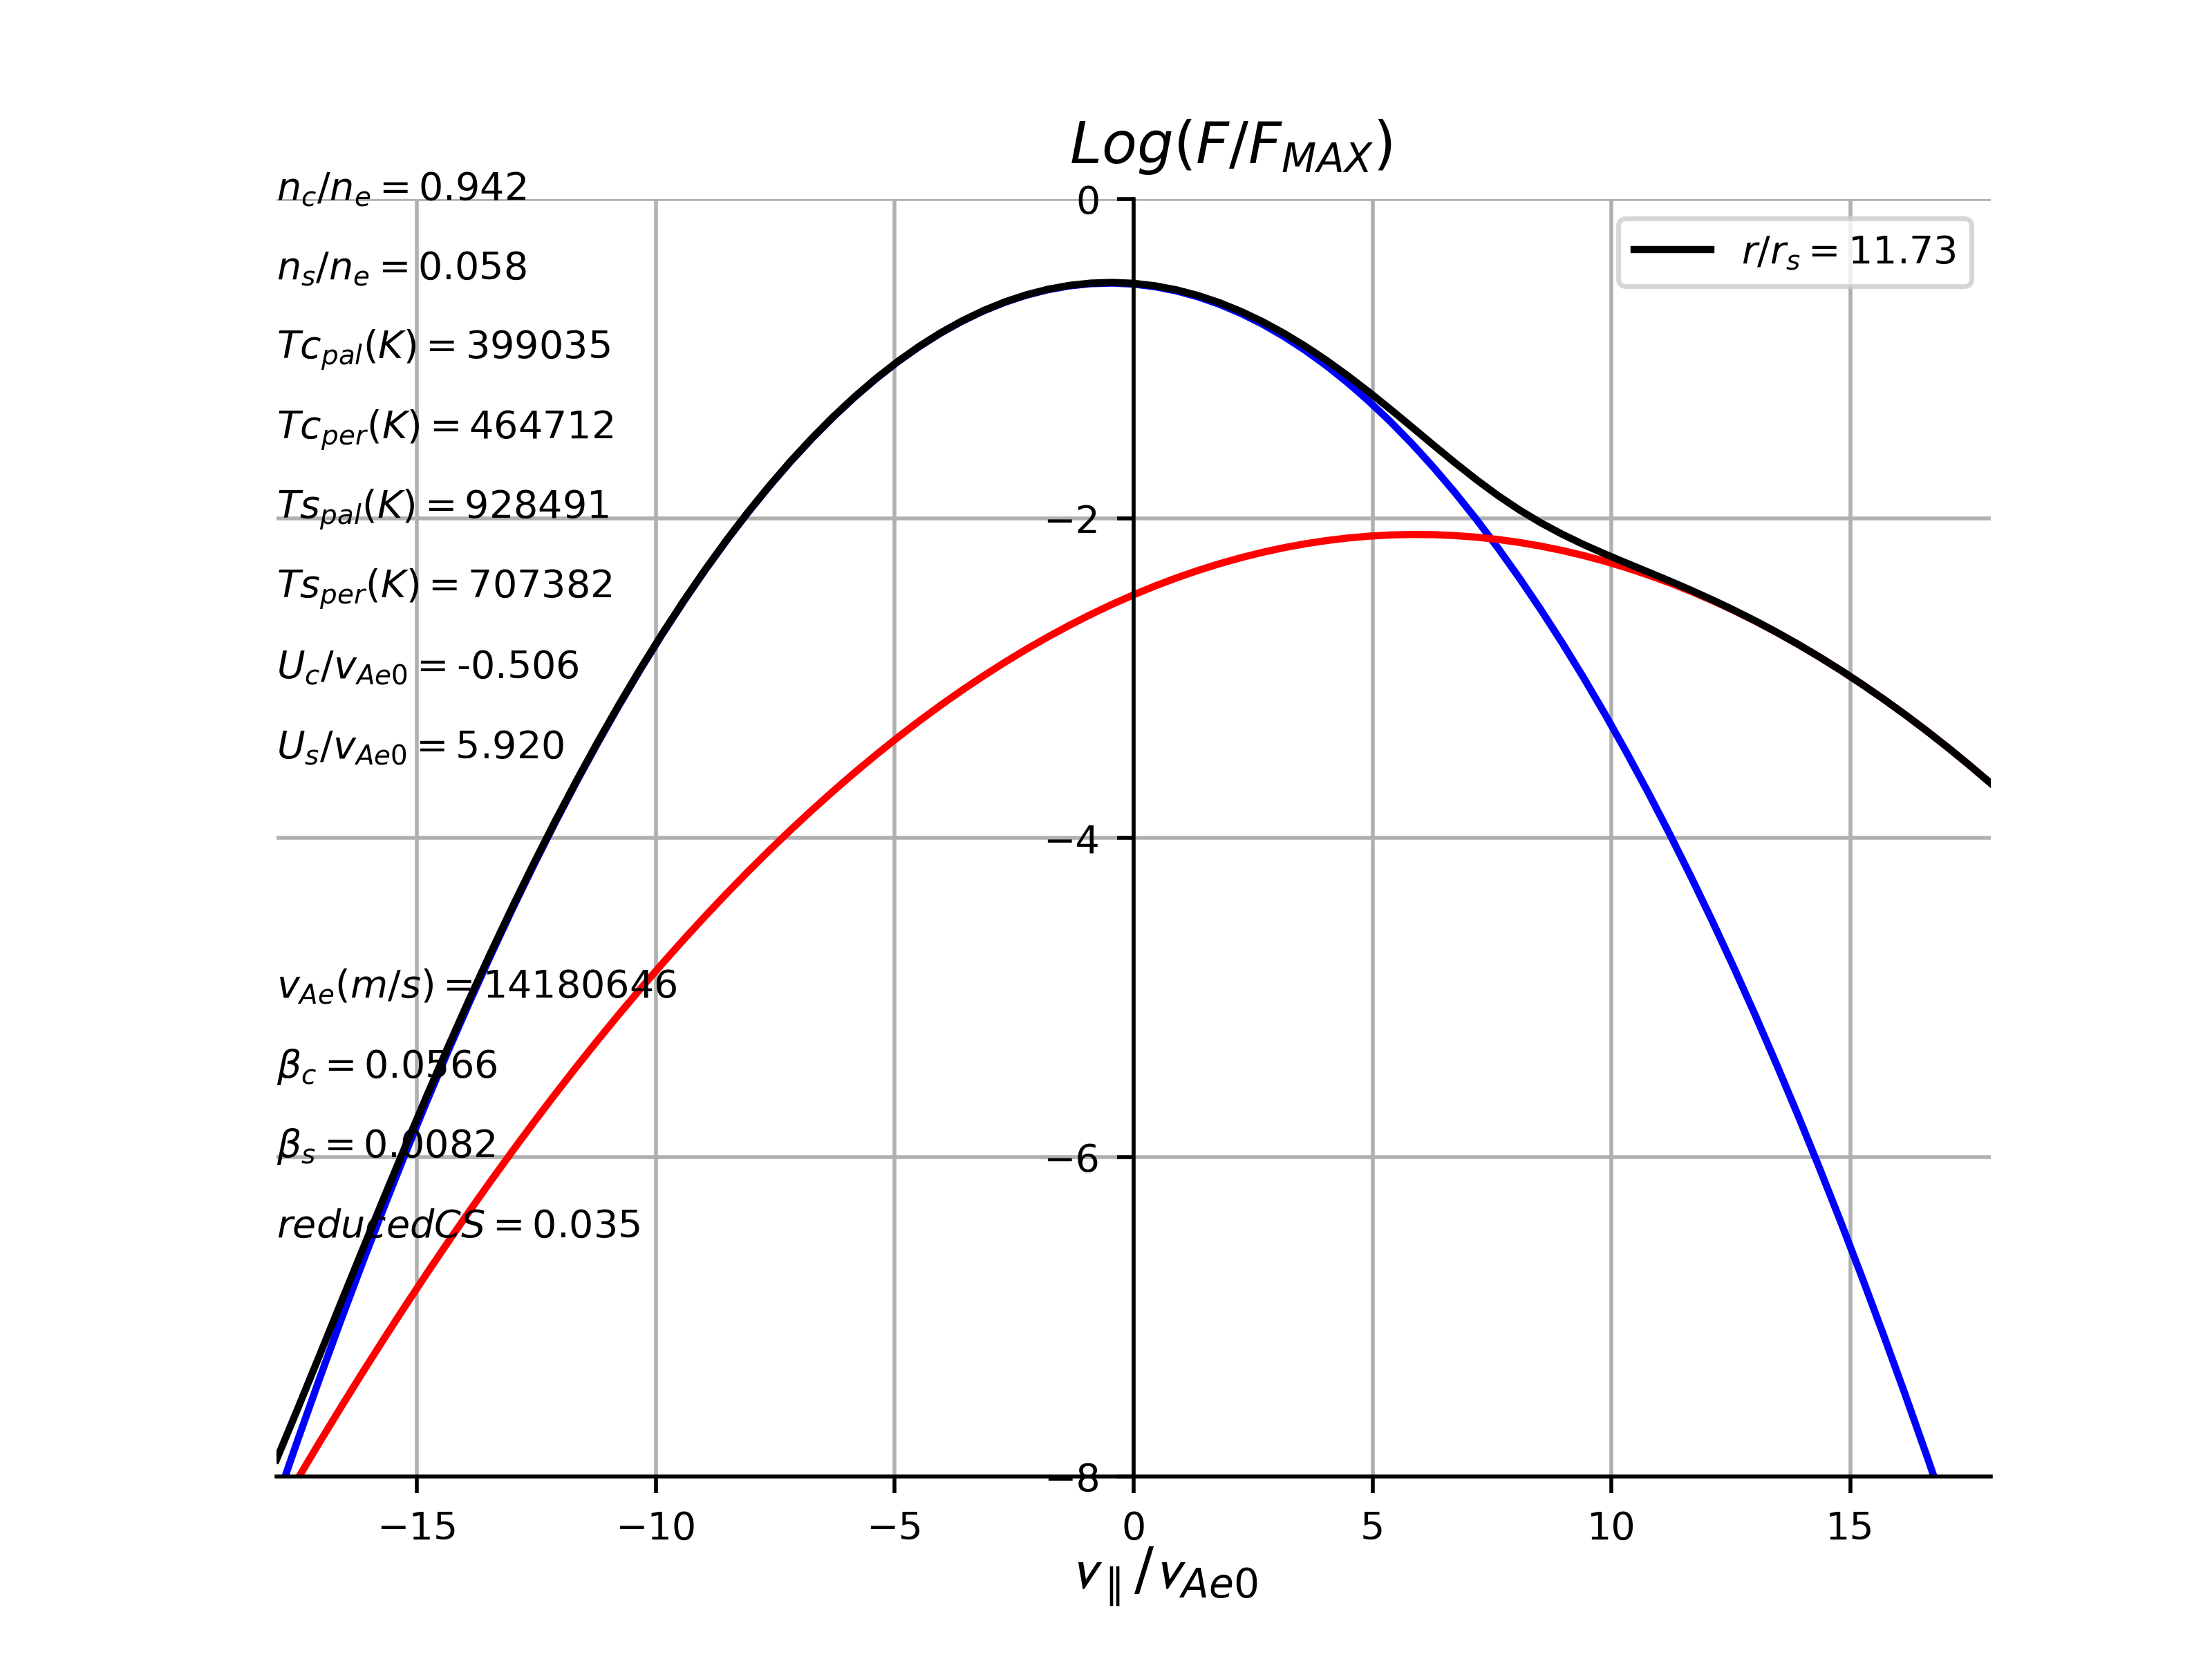 Log(F/F_MAX)
n_c/n_e = 0.942
n_s/n_e = 0.058
Tc_pal(K) = 399035
Tc_per(K) = 464712
Ts_pal(K) = 928491
Ts_per(K) = 707382
U_c/v_Ae0 = -0.506
U_s/v_Ae0 = 5.920
v_Ae(m/s) = 14180646
β_c = 0.0566
β_s = 0.0082
reducedCS = 0.035
r/r_s = 11.73
0
−2
−4
−6
−8
−15 −10 −5 0 5 10 15
v_∥/v_Ae0